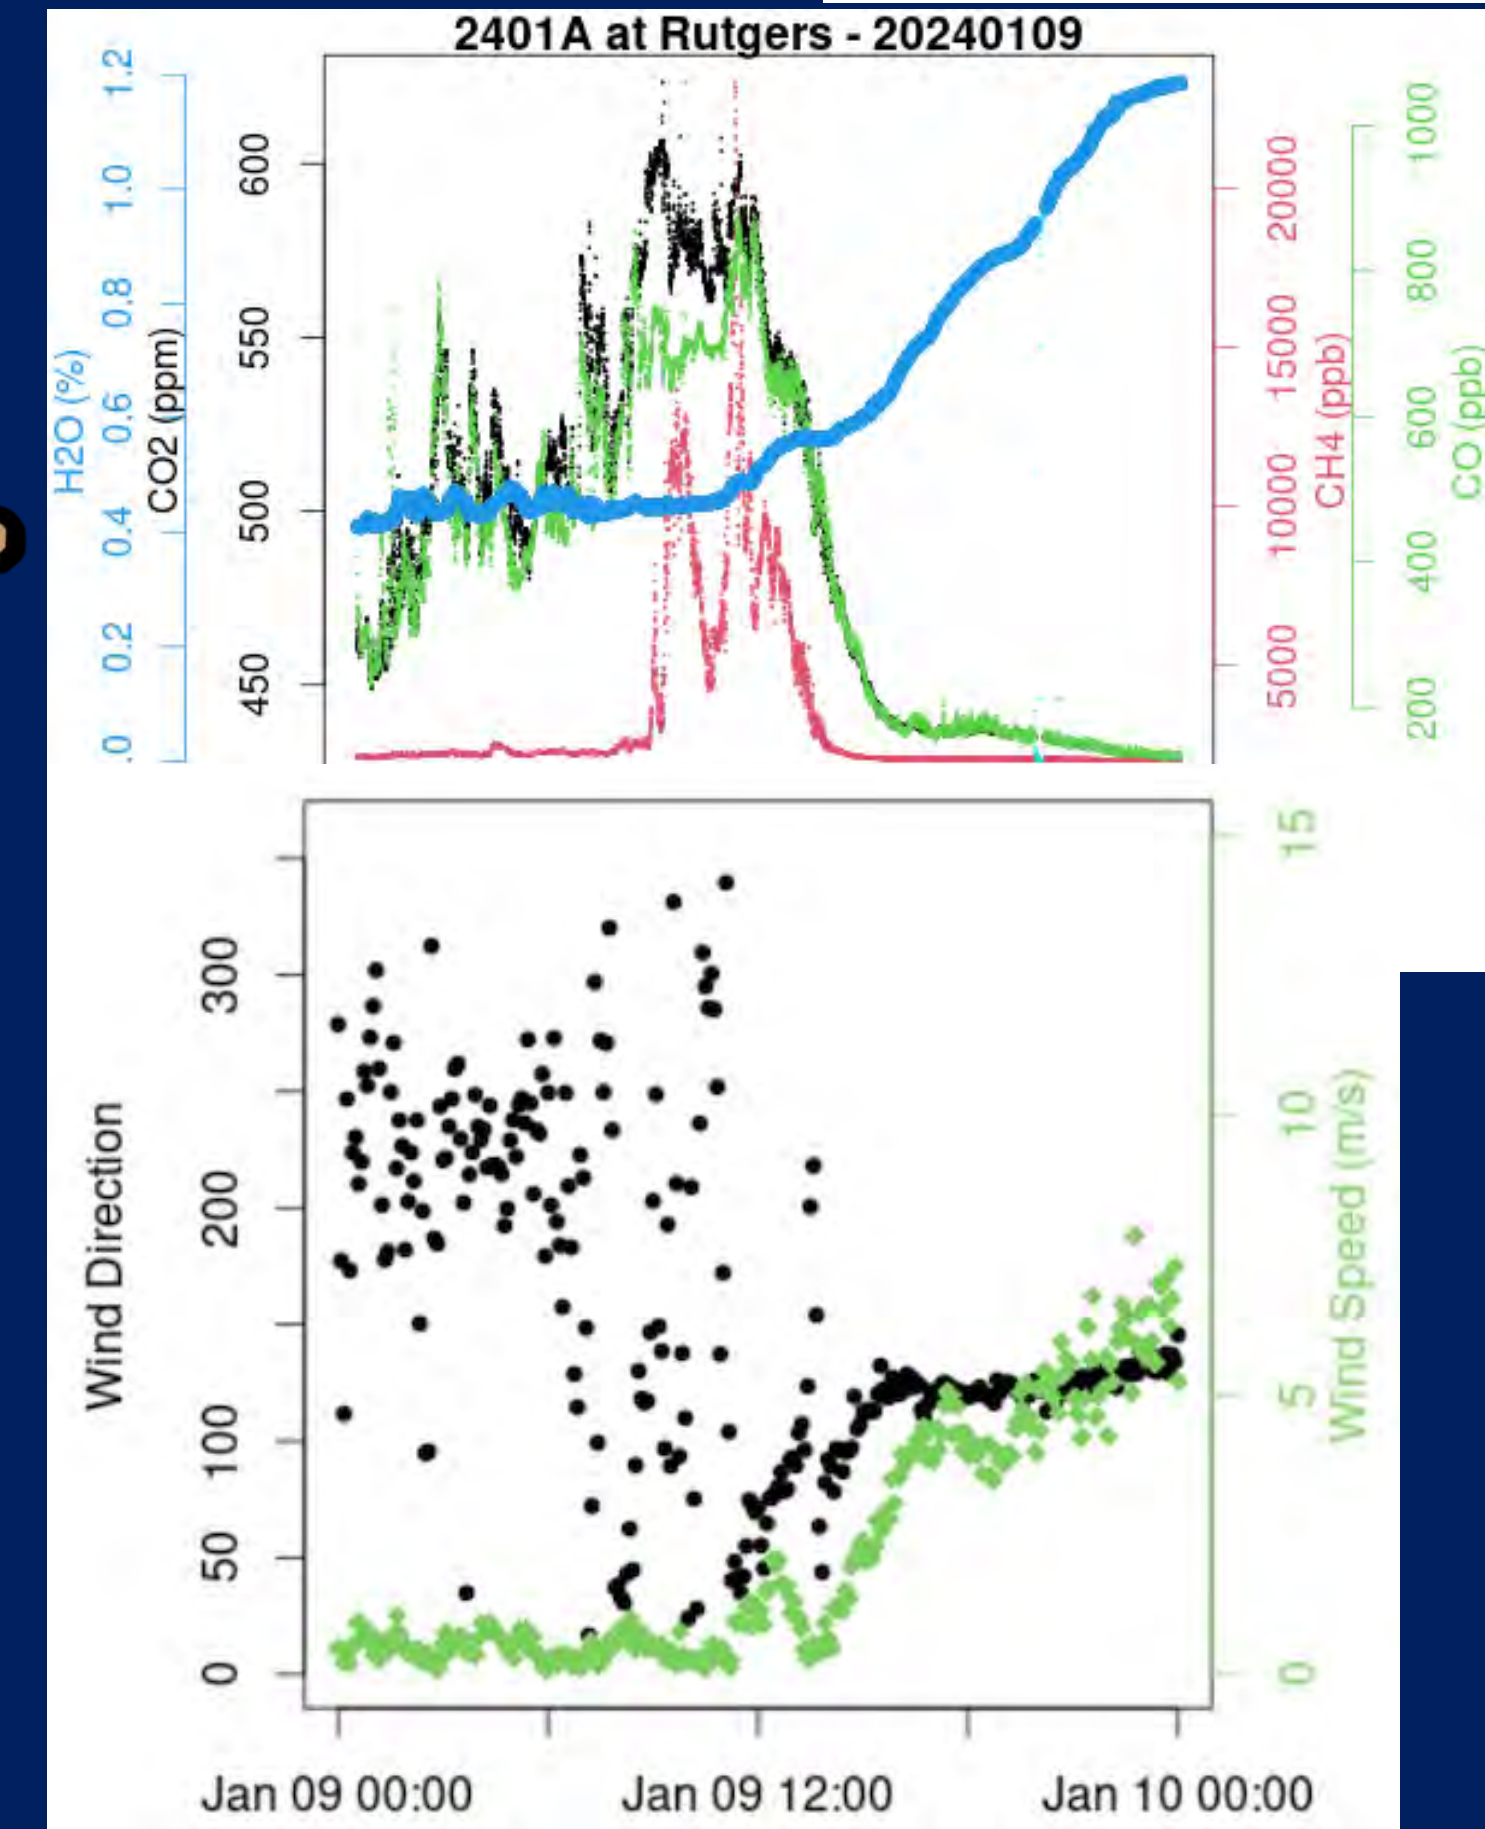 2401A at Rutgers - 20240109
H2O (%)
.0 0.2 0.4 0.6 0.8 1.0 1.2
CO2 (ppm)
450 500 550 600
5000 10000 15000 20000
CH4 (ppb)
200 400 600 800 1000
CO (ppb)
Wind Direction
0 50 100 200 300
0 5 10 15
Wind Speed (m/s)
Jan 09 00:00 Jan 09 12:00 Jan 10 00:00